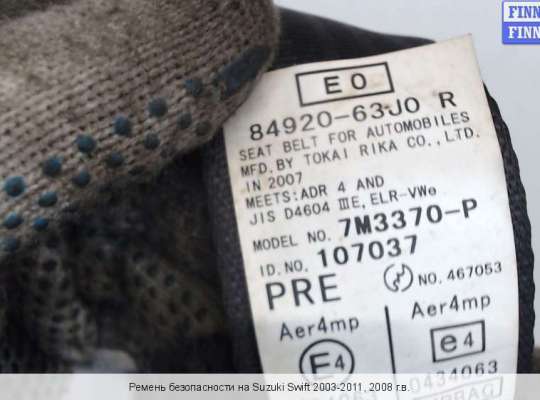 FINN
FINN
E0
84920-63J0 R
SEAT BELT FOR AUTOMOBILES
MFD. BY TOKAI RIKA CO., LTD.
IN 2007
MEETS:ADR 4 AND
JIS D4604 ⅢE, ELR-VWe
MODEL NO. 7M3370-P
ID.NO. 107037
PRE NO. 467053
Aer4mp Aer4mp
E4 e4
0434063
Ремень безопасности на Suzuki Swift 2003-2011, 2008 г.в.